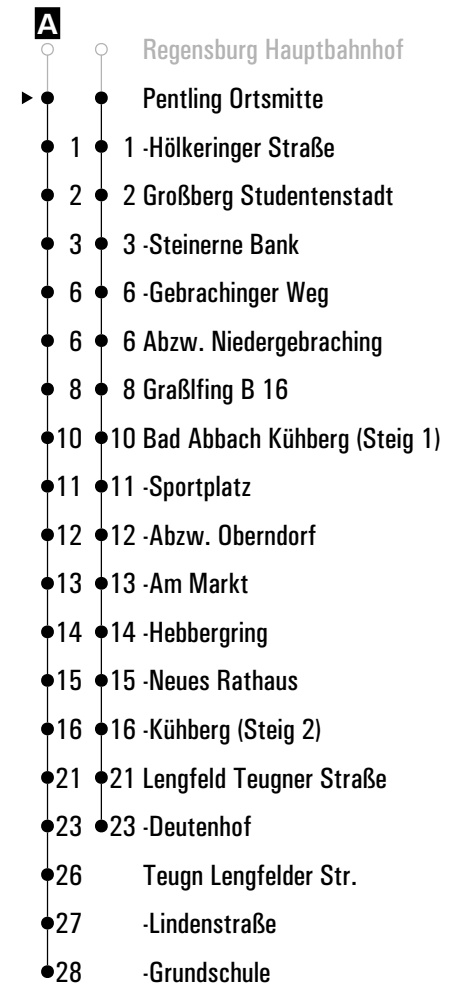 A
Regensburg Hauptbahnhof
Pentling Ortsmitte
1 1 -Hölkeringer Straße
2 2 Großberg Studentenstadt
3 3 -Steinerne Bank
6 6 -Gebrachinger Weg
6 6 Abzw. Niedergebraching
8 8 Graßlfing B 16
10 10 Bad Abbach Kühberg (Steig 1)
11 11 -Sportplatz
12 12 -Abzw. Oberndorf
13 13 -Am Markt
14 14 -Hebbergring
15 15 -Neues Rathaus
16 16 -Kühberg (Steig 2)
21 21 Lengfeld Teugner Straße
23 23 -Deutenhof
26 Teugn Lengfelder Str.
27 -Lindenstraße
28 -Grundschule